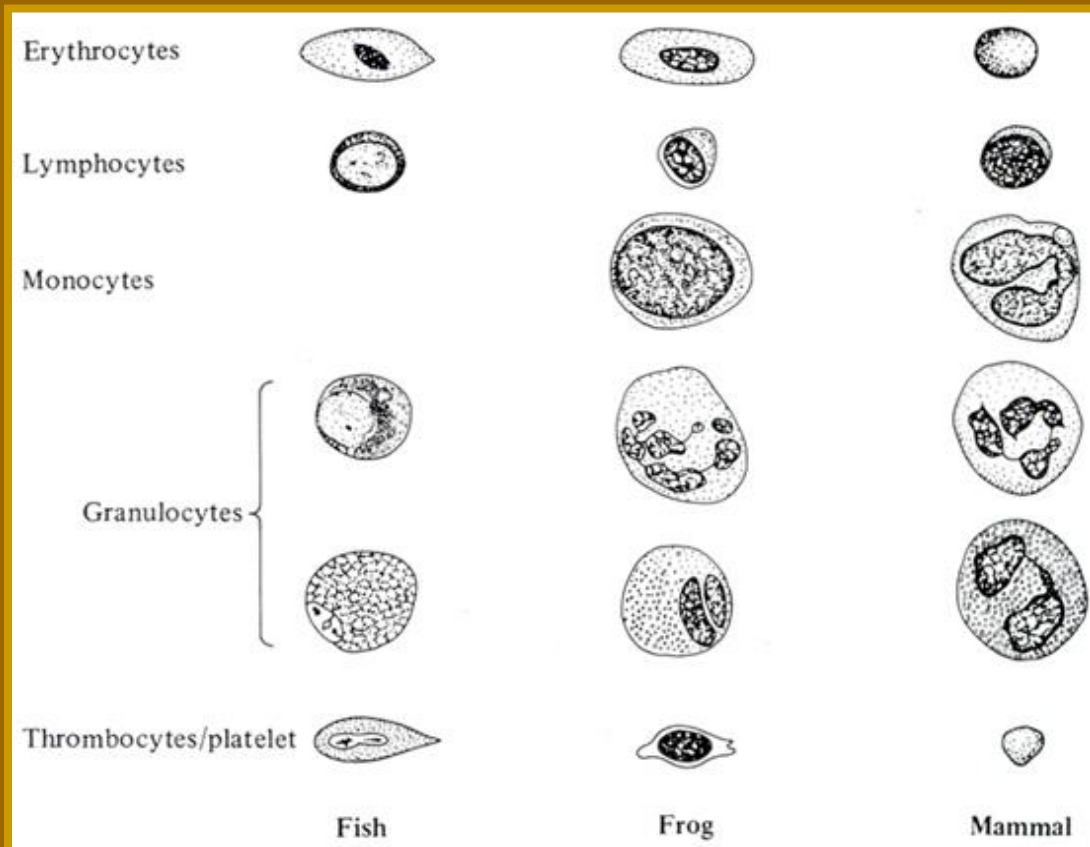 Erythrocytes
Lymphocytes
Monocytes
Granulocytes
Thrombocytes/platelet
Fish Frog Mammal